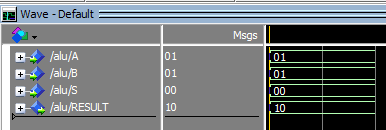 Wave - Default
Msgs
/alu/A 01 01
/alu/B 01 01
/alu/S 00 00
/alu/RESULT 10 10